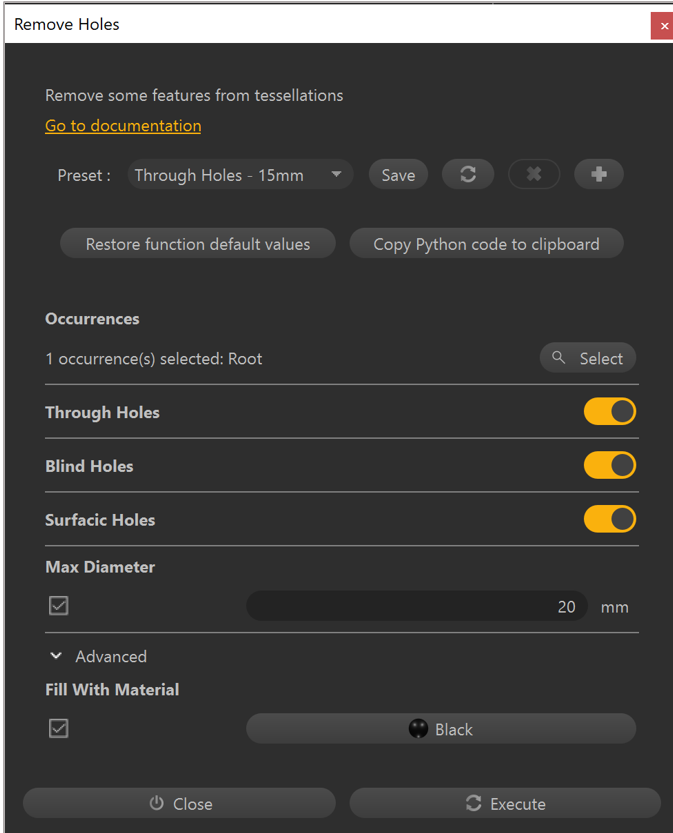 Remove Holes
Remove some features from tessellations
Go to documentation
Preset : Through Holes - 15mm Save
Restore function default values Copy Python code to clipboard
Occurrences
1 occurrence(s) selected: Root Select
Through Holes
Blind Holes
Surfacic Holes
Max Diameter
20 mm
Advanced
Fill With Material
Black
Close Execute